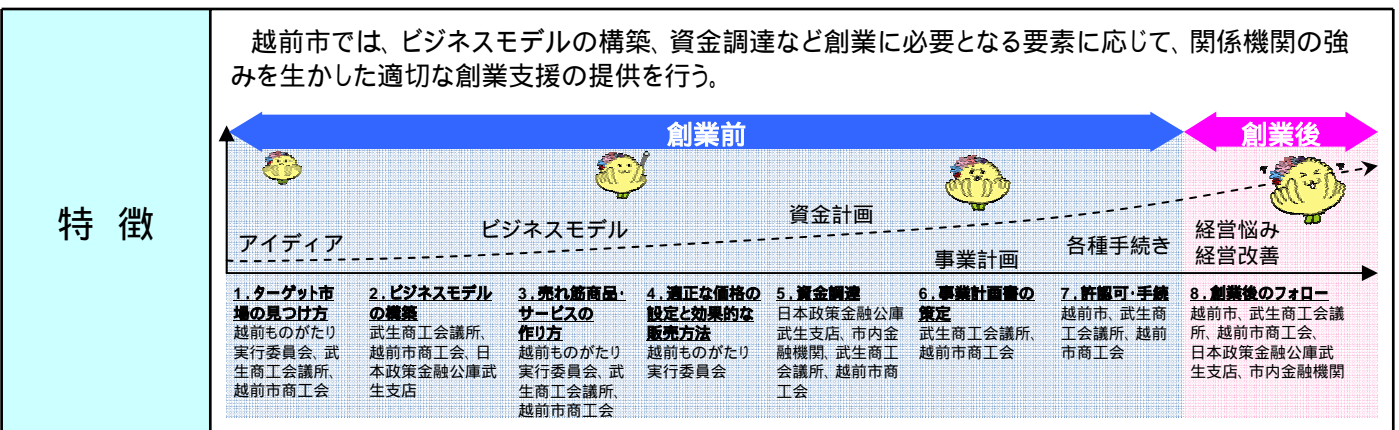 特 徴
越前市では、ビジネスモデルの構築、資金調達など創業に必要となる要素に応じて、関係機関の強
みを生かした適切な創業支援の提供を行う。
創業前
創業後
アイディア
ビジネスモデル
資金計画
事業計画
各種手続き
経営悩み
経営改善
1．ターゲット市
場の見つけ方
越前ものがたり
実行委員会、武
生商工会議所、
越前市商工会
2．ビジネスモデル
の構築
武生商工会議所、
越前市商工会、日
本政策金融公庫武
生支店
3．売れ筋商品・
サービスの
作り方
越前ものがたり
実行委員会、武
生商工会議所、
越前市商工会
4．適正な価格の
設定と効果的な
販売方法
越前ものがたり
実行委員会
5．資金調達
日本政策金融公庫
武生支店、市内金
融機関、武生商工
会議所、越前市商
工会
6．事業計画書の
策定
武生商工会議所、
越前市商工会
7．許認可・手続
越前市、武生商
工会議所、越前
市商工会
8．創業後のフォロー
越前市、武生商工会議
所、越前市商工会、
日本政策金融公庫武
生支店、市内金融機関